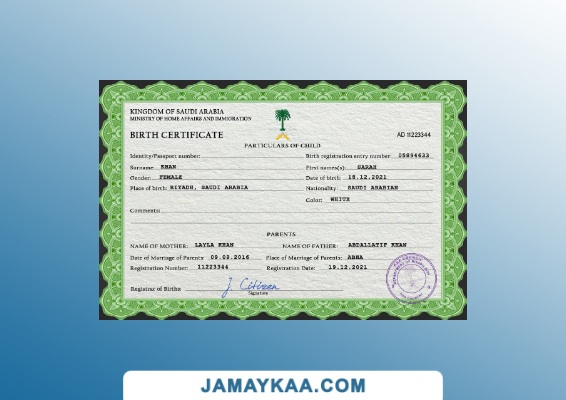 KINGDOM OF SAUDI ARABIA
MINISTRY OF HOME AFFAIRS AND IMMIGRATION
BIRTH CERTIFICATE
AD 11223344
PARTICULARS OF CHILD
Identity/Passport number:
Birth registration entry number: 05894633
Surname: KHAN
First names(s): SARAH
Gender: FEMALE
Date of birth: 18.12.2021
Place of birth: RIYADH, SAUDI ARABIA
Nationality: SAUDI ARABIAN
Color: WHITE
Comments:
PARENTS
NAME OF MOTHER: LAYLA KHAN
NAME OF FATHER: ABDALLATIF KHAN
Date of Marriage of Parents: 09.08.2016
Place of Marriage of Parents: ABHA
Registration Number: 11223344
Registration Date: 19.12.2021
Registrar of Births:
J. Citizen
Signature
JAMAYKAA.COM